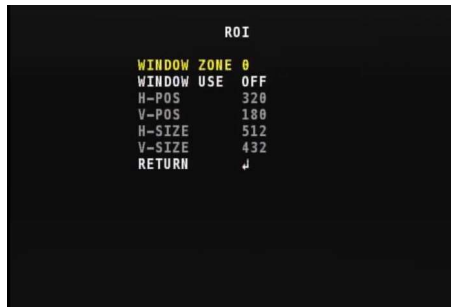 ROI
WINDOW ZONE 0
WINDOW USE OFF
H-POS 320
V-POS 180
H-SIZE 512
V-SIZE 432
RETURN ↲